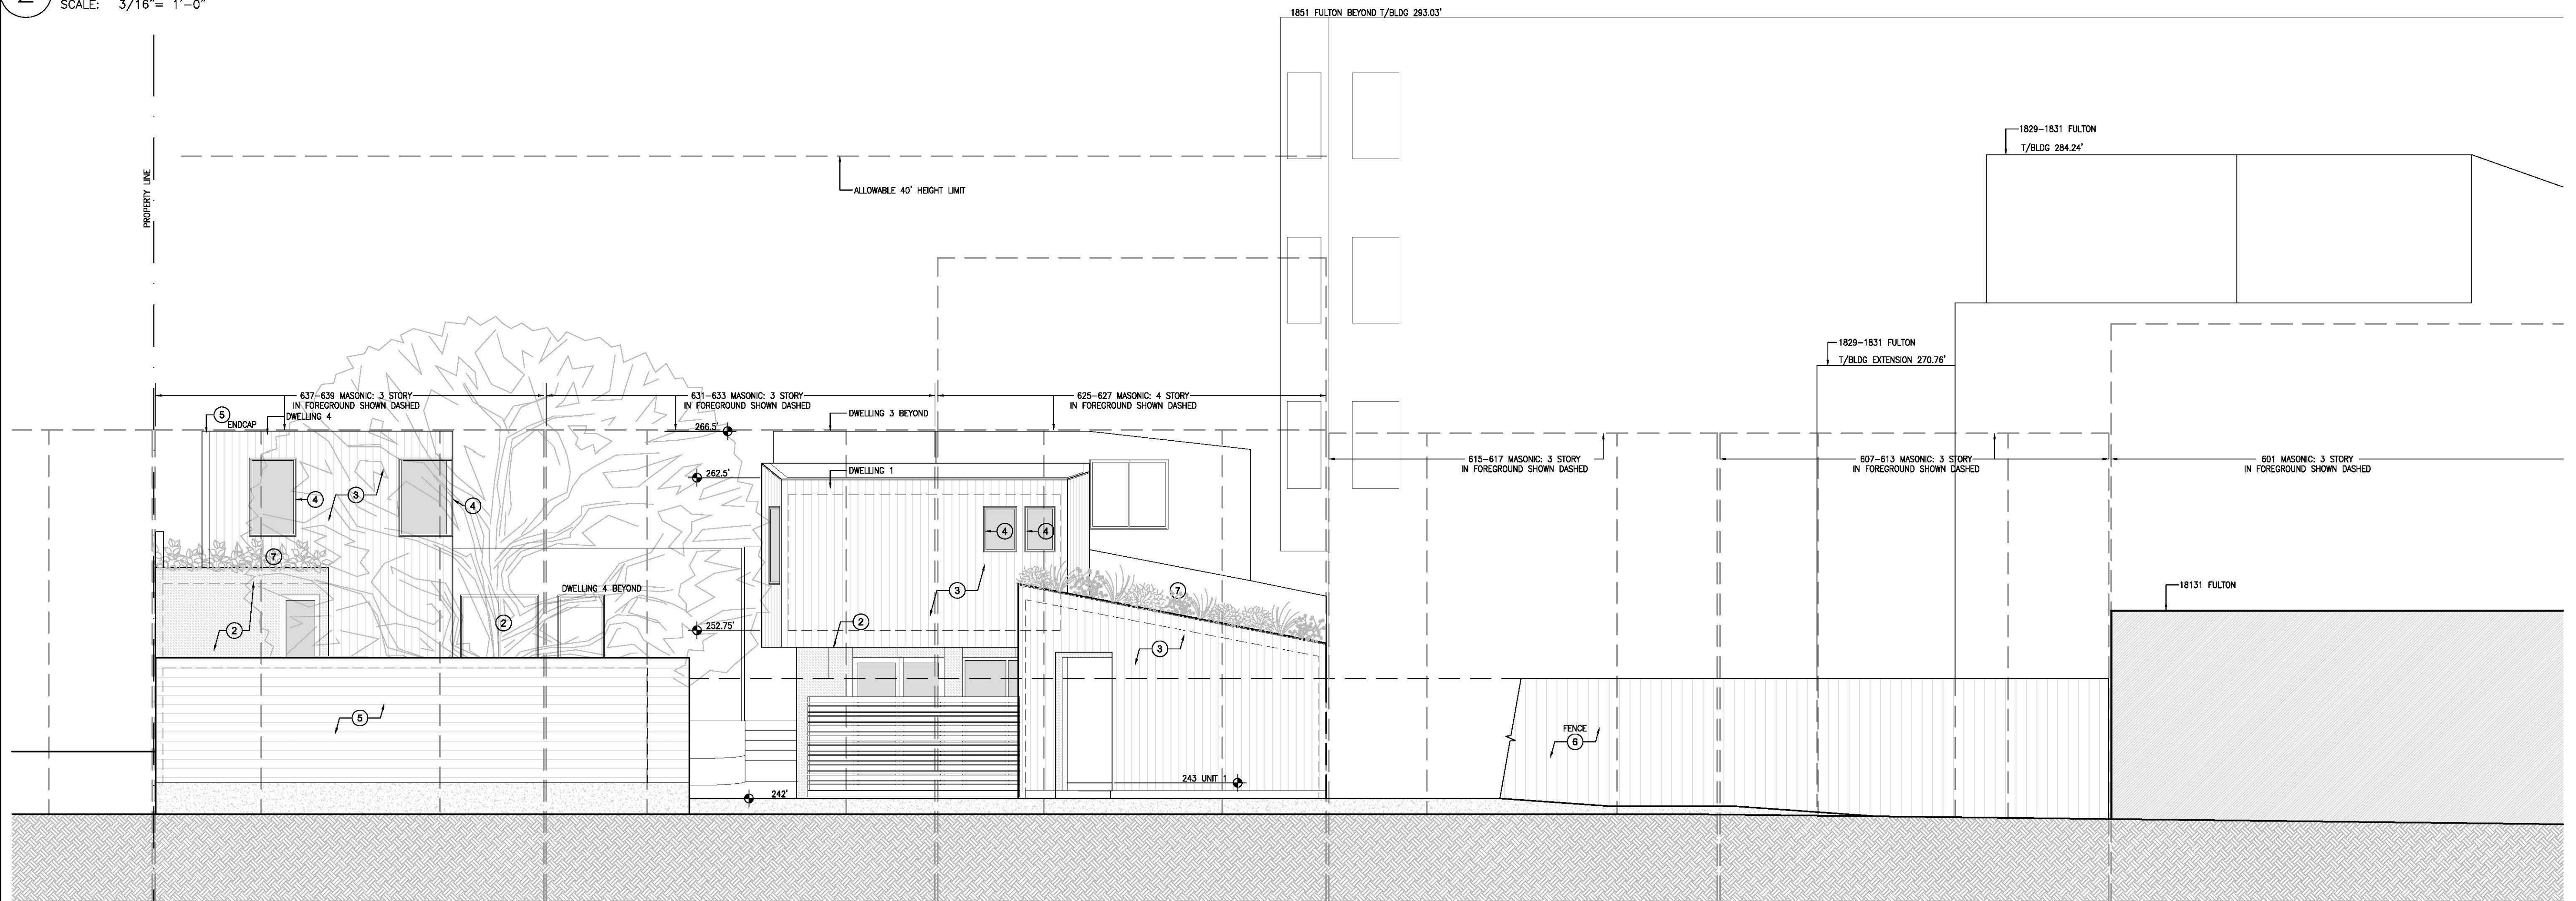 SCALE: 3/16"= 1'-0"
1851 FULTON BEYOND T/BLDG 293.03'
PROPERTY LINE
ALLOWABLE 40' HEIGHT LIMIT
1829-1831 FULTON
T/BLDG 284.24'
1829-1831 FULTON
T/BLDG EXTENSION 270.76'
637-639 MASONIC: 3 STORY
IN FOREGROUND SHOWN DASHED
631-633 MASONIC: 3 STORY
IN FOREGROUND SHOWN DASHED
625-627 MASONIC: 4 STORY
IN FOREGROUND SHOWN DASHED
615-617 MASONIC: 3 STORY
IN FOREGROUND SHOWN DASHED
607-613 MASONIC: 3 STORY
IN FOREGROUND SHOWN DASHED
601 MASONIC: 3 STORY
IN FOREGROUND SHOWN DASHED
5
ENDCAP
DWELLING 4
DWELLING 3 BEYOND
266.5'
262.5'
DWELLING 1
4
3
4
4
4
7
DWELLING 4 BEYOND
3
7
18131 FULTON
2
2
252.75'
2
3
5
FENCE
6
243 UNIT 1
242'